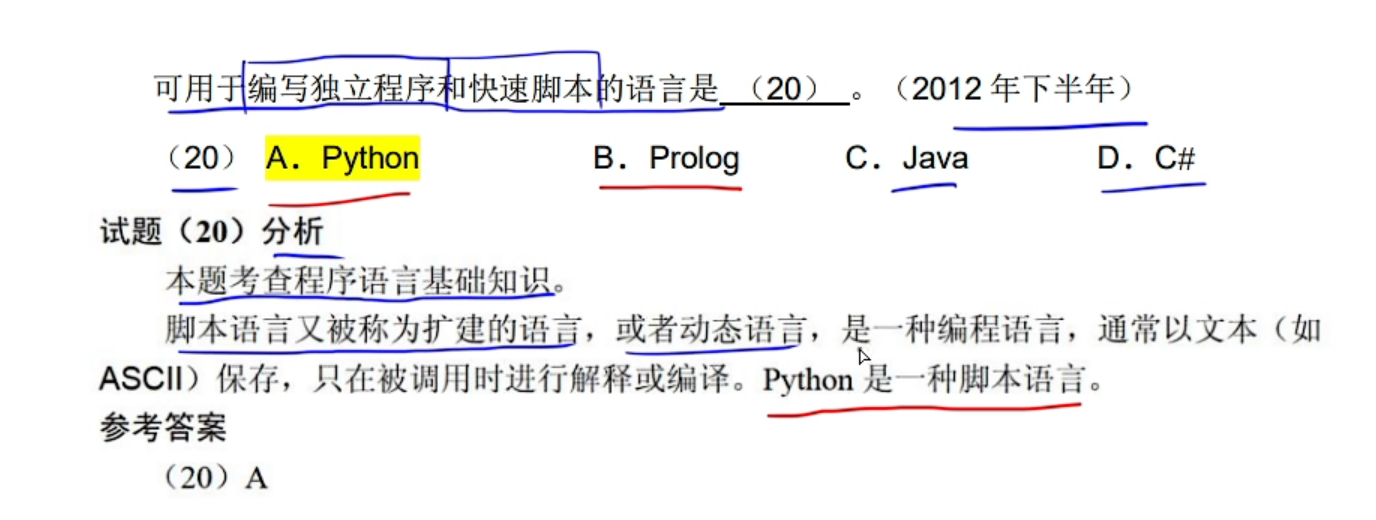 可用于编写独立程序和快速脚本的语言是 （20） 。（2012 年下半年）
（20） A．Python B．Prolog C．Java D．C#
试题（20）分析
本题考查程序语言基础知识。
脚本语言又被称为扩建的语言，或者动态语言，是一种编程语言，通常以文本（如
ASCII）保存，只在被调用时进行解释或编译。Python 是一种脚本语言。
参考答案
（20）A